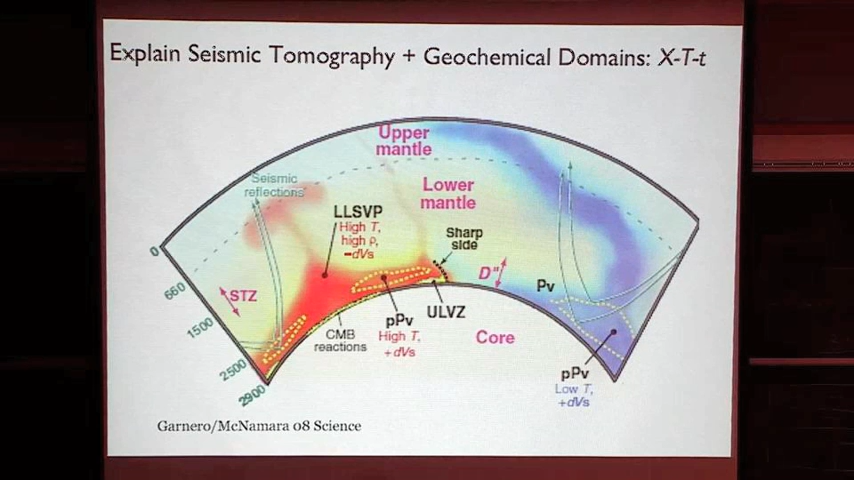 Explain Seismic Tomography + Geochemical Domains: X-T-t
Upper
mantle
Seismic
reflections
Lower
mantle
LLSVP
High T,
high ρ,
-dVs
Sharp
side
0
D"
660
STZ
Pv
1500
pPv
High T,
+dVs
ULVZ
CMB
reactions
Core
2500
2900
pPv
Low T,
+dVs
Garnero/McNamara 08 Science